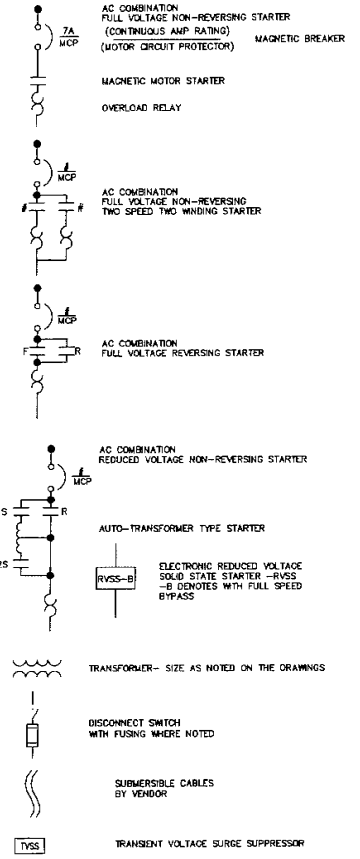 AC COMBINATION
FULL VOLTAGE NON-REVERSING STARTER
(CONTINUOUS AMP RATING)
(MOTOR CIRCUIT PROTECTOR)
MAGNETIC BREAKER
7A
MCP
MAGNETIC MOTOR STARTER
OVERLOAD RELAY
#
MCP
# #
AC COMBINATION
FULL VOLTAGE NON-REVERSING
TWO SPEED TWO WINDING STARTER
#
MCP
F R
AC COMBINATION
FULL VOLTAGE REVERSING STARTER
AC COMBINATION
REDUCED VOLTAGE NON-REVERSING STARTER
#
MCP
S R
AUTO-TRANSFORMER TYPE STARTER
2S
RVSS-B
ELECTRONIC REDUCED VOLTAGE
SOLID STATE STARTER -RVSS
-B DENOTES WITH FULL SPEED
BYPASS
TRANSFORMER- SIZE AS NOTED ON THE DRAWINGS
DISCONNECT SWITCH
WITH FUSING WHERE NOTED
SUBMERSIBLE CABLES
BY VENDOR
TVSS
TRANSIENT VOLTAGE SURGE SUPPRESSOR